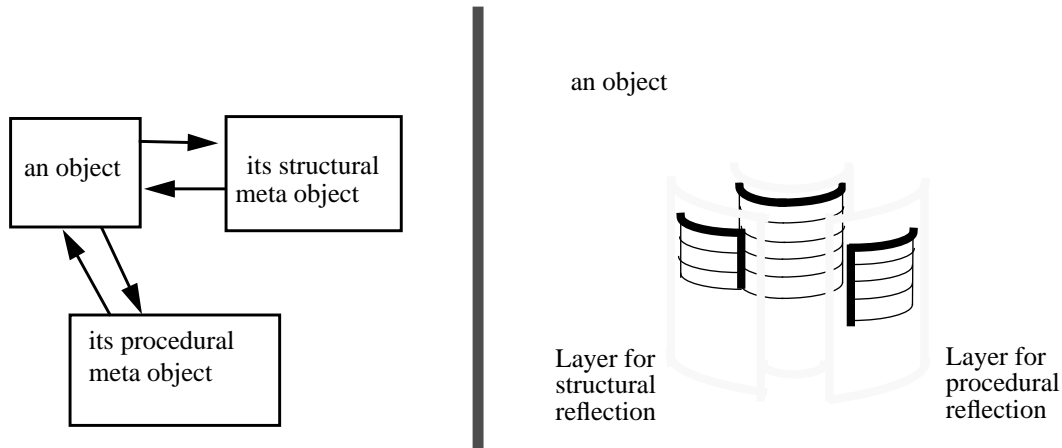 an object
its structural
meta object
its procedural
meta object
an object
Layer for
structural
reflection
Layer for
procedural
reflection